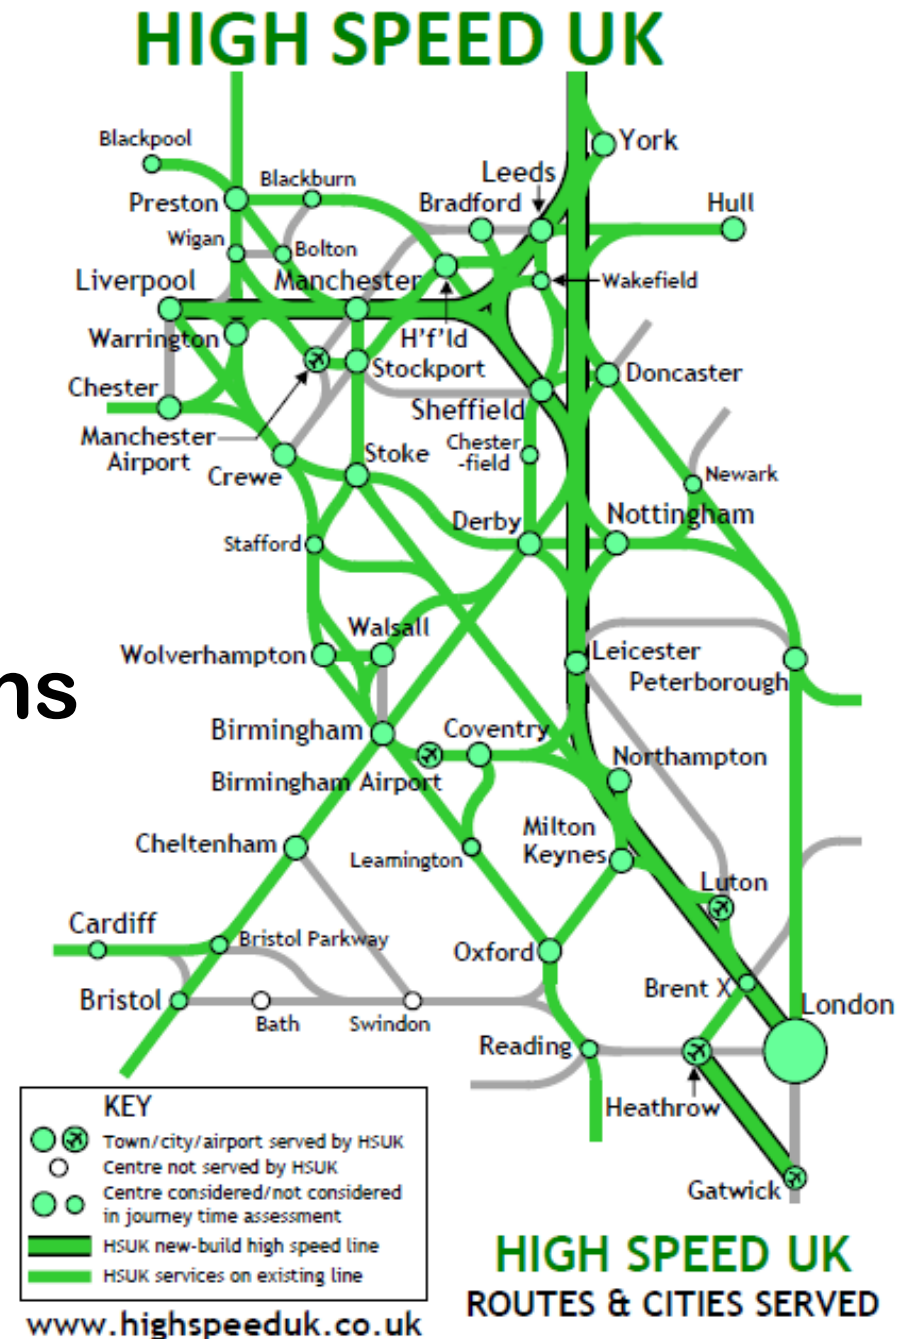 HIGH SPEED UK
York
Blackpool
Leeds
Blackburn
Bradford
Hull
Preston
Wigan
Bolton
Liverpool
Manchester
Wakefield
Warrington
H'f'ld
Stockport
Doncaster
Chester
Sheffield
Manchester
Airport
Chester
-field
Stoke
Crewe
Newark
Derby
Nottingham
Stafford
Walsall
Wolverhampton
Leicester
Peterborough
ns
Birmingham
Coventry
Northampton
Birmingham Airport
Milton
Keynes
Cheltenham
Leamington
Luton
Cardiff
Bristol Parkway
Oxford
Brent X
London
Bristol
Bath
Swindon
Reading
Heathrow
KEY
Town/city/airport served by HSUK
Centre not served by HSUK
Centre considered/not considered
in journey time assessment
HSUK new-build high speed line
HSUK services on existing line
Gatwick
HIGH SPEED UK
ROUTES & CITIES SERVED
www.highspeeduk.co.uk